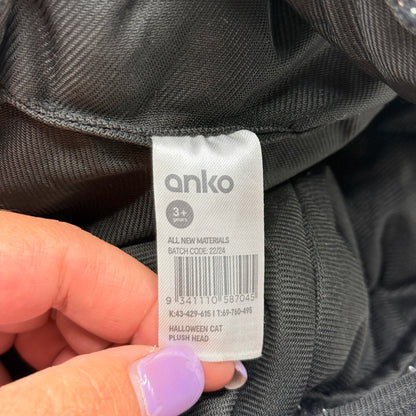 anko
3+
years
ALL NEW MATERIALS
BATCH CODE: 22/24
9 341110 587045
K:43-429-615 I T:69-760-495
HALLOWEEN CAT
PLUSH HEAD